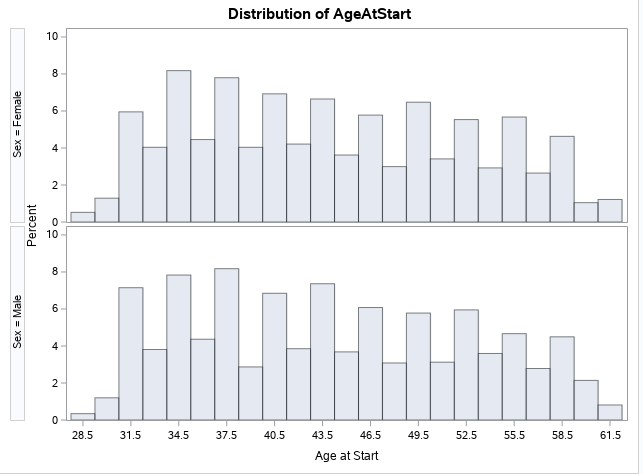 Distribution of AgeAtStart
Sex = Female
10
8
6
4
2
0
Percent
Sex = Male
10
8
6
4
2
0
28.5 31.5 34.5 37.5 40.5 43.5 46.5 49.5 52.5 55.5 58.5 61.5
Age at Start